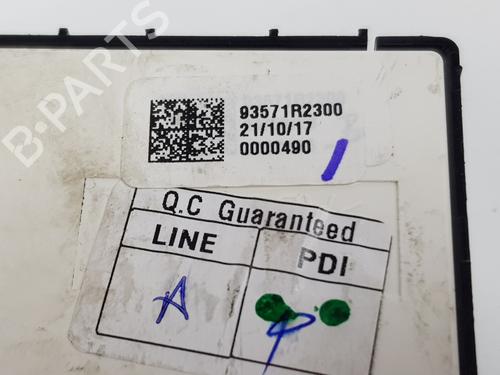 B-PARTS
93571R2300
21/10/17
0000490
Q.C Guaranteed
LINE PDI
A